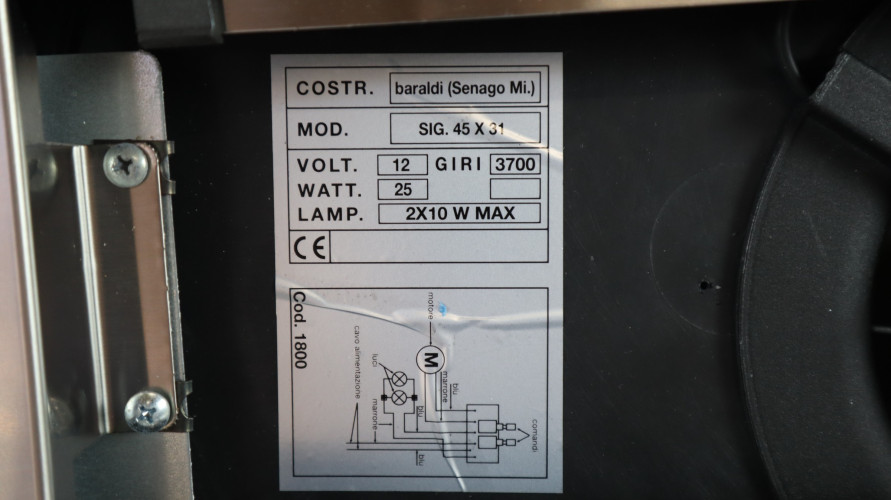 COSTR. baraldi (Senago Mi.)
MOD. SIG. 45 X 31
VOLT. 12 GIRI 3700
WATT. 25
LAMP. 2X10 W MAX
CE
Cod. 1800
motore
M
marrone
blu
luci
cavo alimentazione
marrone
blu
blu
comandi